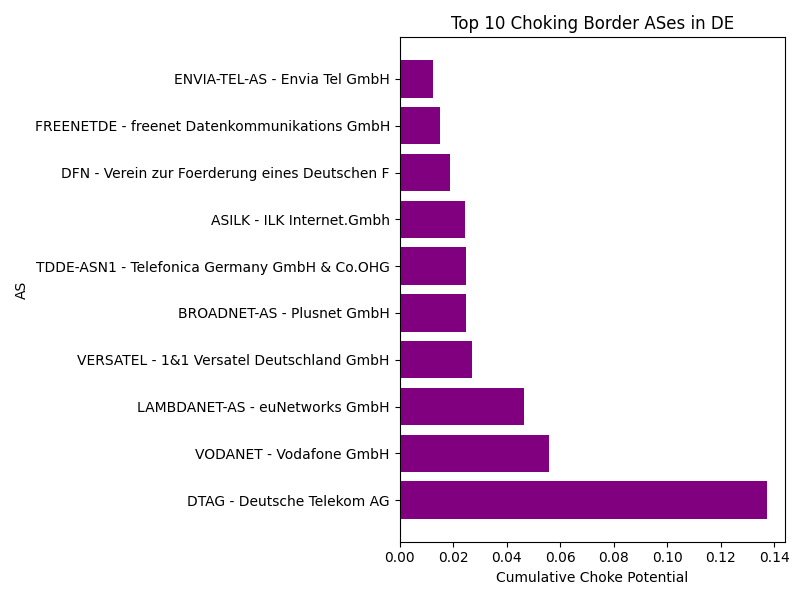 Top 10 Choking Border ASes in DE
ENVIA-TEL-AS - Envia Tel GmbH
FREENETDE - freenet Datenkommunikations GmbH
DFN - Verein zur Foerderung eines Deutschen F
ASILK - ILK Internet.Gmbh
TDDE-ASN1 - Telefonica Germany GmbH & Co.OHG
BROADNET-AS - Plusnet GmbH
VERSATEL - 1&1 Versatel Deutschland GmbH
LAMBDANET-AS - euNetworks GmbH
VODANET - Vodafone GmbH
DTAG - Deutsche Telekom AG
AS
0.00 0.02 0.04 0.06 0.08 0.10 0.12 0.14
Cumulative Choke Potential